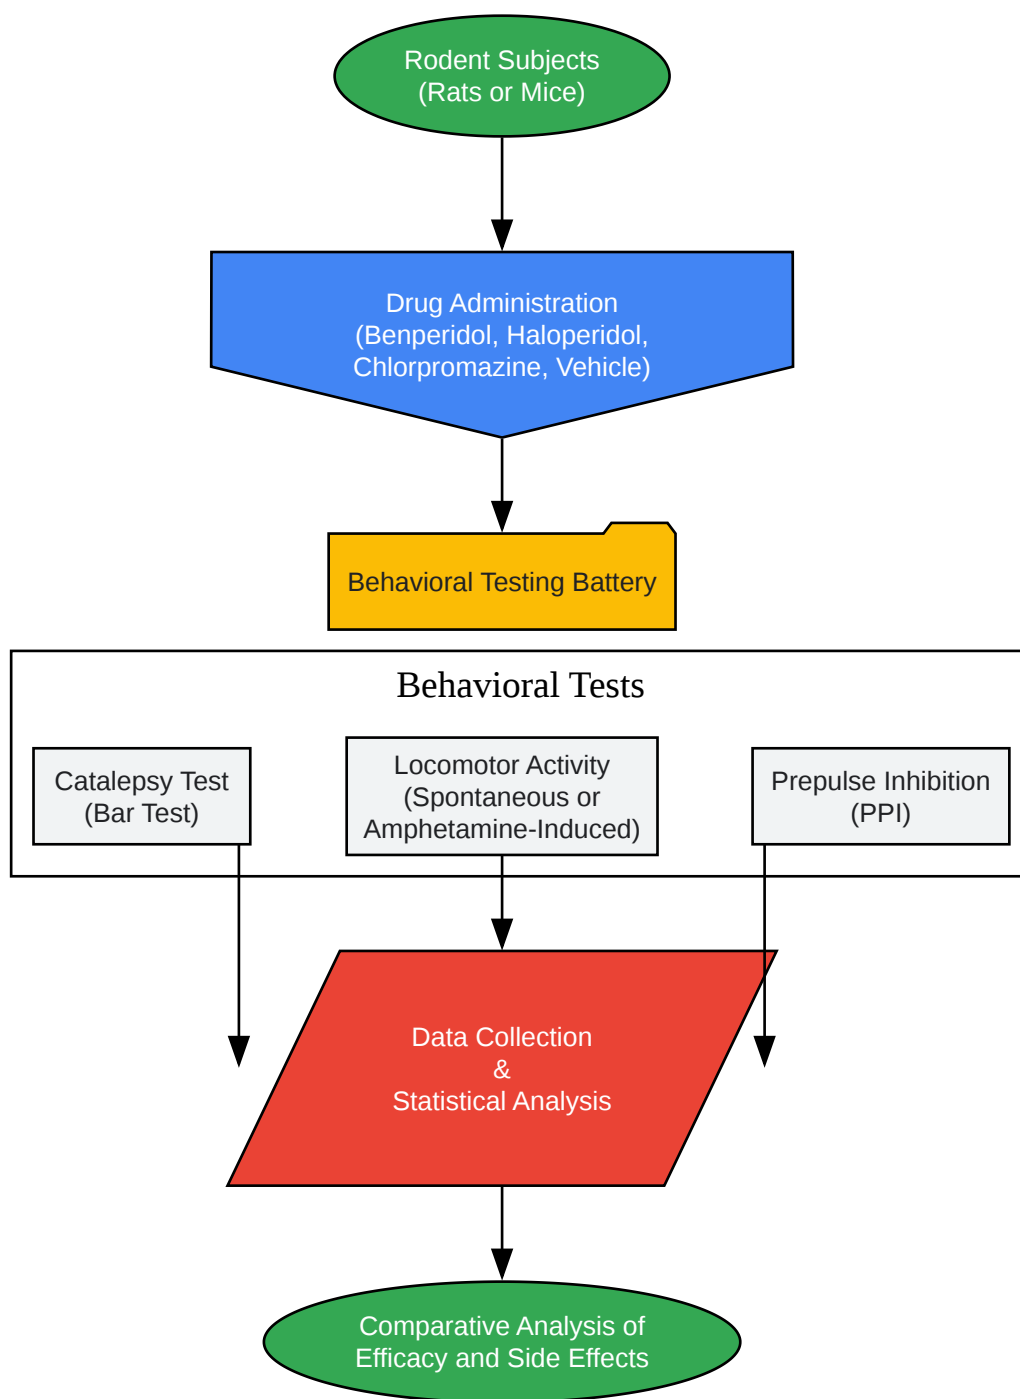 Rodent Subjects
(Rats or Mice)
Drug Administration
(Benperidol, Haloperidol,
Chlorpromazine, Vehicle)
Behavioral Testing Battery
Behavioral Tests
Catalepsy Test
(Bar Test)
Locomotor Activity
(Spontaneous or
Amphetamine-Induced)
Prepulse Inhibition
(PPI)
Data Collection
&
Statistical Analysis
Comparative Analysis of
Efficacy and Side Effects